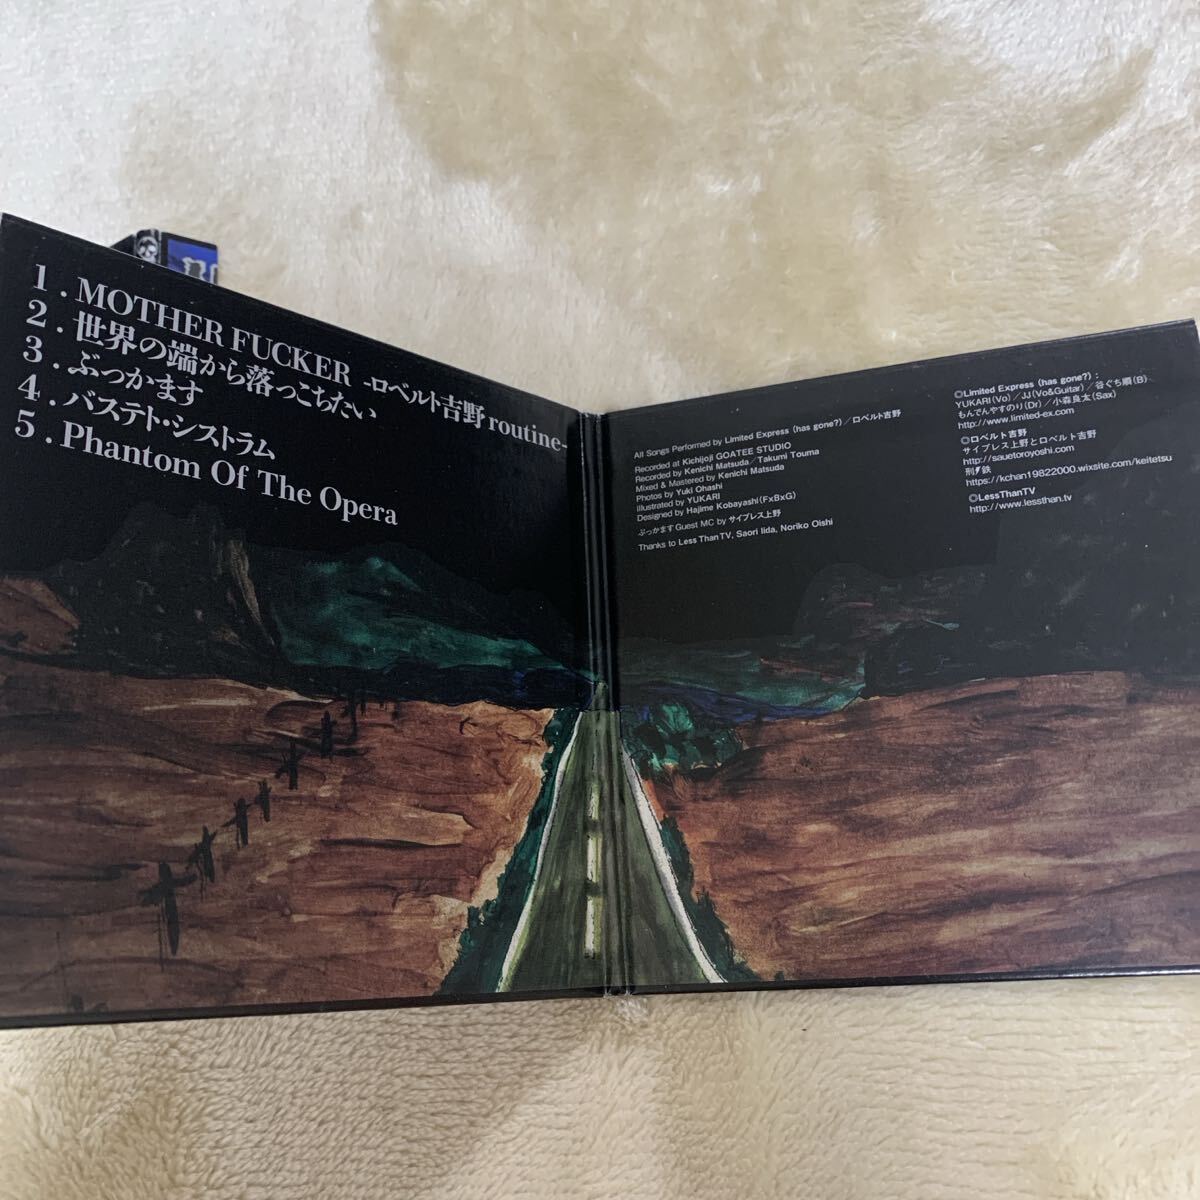 1. MOTHER FUCKER -ロベルト吉野 routine-
2. 世界の端から落っこちたい
3. ぶっかます
4. バステト・シストラム
5. Phantom Of The Opera
All Songs Performed by Limited Express (has gone?)／ロベルト吉野
Recorded at Kichijoji GOATEE STUDIO
Recorded by Kenichi Matsuda／Takumi Touma
Mixed & Mastered by Kenichi Matsuda
Photos by Yuki Ohashi
Illustrated by YUKARI
Designed by Hajime Kobayashi(FxBxG)
ぶっかます Guest MC by サイプレス上野
Thanks to Less Than TV, Saori Iida, Noriko Oishi
◎Limited Express (has gone?) :
YUKARI(Vo)／JJ(Vo&Guitar)／谷ぐち順(B)
もんでんやすのり(Dr)／小森良太(Sax)
http://www.limited-ex.com
◎ロベルト吉野
サイプレス上野とロベルト吉野
http://sauetoroyoshi.com
https://kchan19822000.wixsite.com/keitetsu
◎LessThanTV
http://www.lessthan.tv